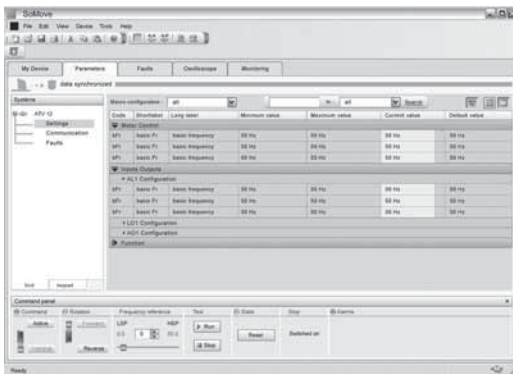 SoMove
File Edit View Device Tools Help
My Device Parameters Faults Oscilloscope Monitoring
data synchronized
Systems
Macro configuration : all all Search
ATV 12
Settings
Communication
Faults
Code Shortlabel Long label Minimum value Maximum value Current value Default value
Motor Control
bFr basic Fr basic frequency 50 Hz 50 Hz 50 Hz 50 Hz
bFr basic Fr basic frequency 50 Hz 50 Hz 50 Hz 50 Hz
bFr basic Fr basic frequency 50 Hz 50 Hz 50 Hz 50 Hz
Inputs Outputs
AL1 Configuration
bFr basic Fr basic frequency 50 Hz 50 Hz 50 Hz 50 Hz
bFr basic Fr basic frequency 50 Hz 50 Hz 50 Hz 50 Hz
bFr basic Fr basic frequency 50 Hz 50 Hz 50 Hz 50 Hz
LO1 Configuration
AO1 Configuration
Function
Command panel
Command Rotation Frequency reference Test State Stop Alarms
Active Forward LSP HSP Run
0.0 0 50.0 Reset Switched on
Reverse Stop
Ready